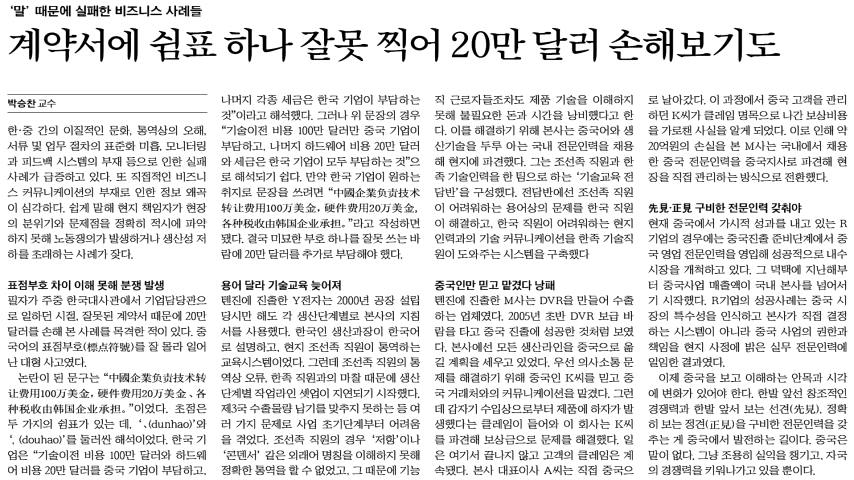 ‘말’ 때문에 실패한 비즈니스 사례들
계약서에 쉼표 하나 잘못 찍어 20만 달러 손해보기도
박승찬 교수
한·중 간의 이질적인 문화, 통역상의 오해,
서류 및 업무 절차의 표준화 미흡, 모니터링
과 피드백 시스템의 부재 등으로 인한 실패
사례가 급증하고 있다. 또 직접적인 비즈니
스 커뮤니케이션의 부재로 인한 정보 왜곡
이 심각하다. 쉽게 말해 현지 책임자가 현장
의 분위기와 문제점을 정확히 적시에 파악
하지 못해 노동쟁의가 발생하거나 생산성 저
하를 초래하는 사례가 잦다.
표점부호 차이 이해 못해 분쟁 발생
필자가 주중 한국대사관에서 기업담당관으
로 일하던 시절, 잘못된 계약서 때문에 20만
달러를 손해 본 사례를 목격한 적이 있다. 중
국어의 표점부호(標点符號)를 잘 몰라 일어
난 대형 사고였다.
논란이 된 문구는 “中國企業负责技术转
让费用100万美金，硬件费用20万美金、各
种税收由韩国企业承担。”이었다. 초점은
두 가지의 쉼표가 있는 데, ‘、(dunhao)’와
‘, (douhao)’를 둘러싼 해석이었다. 한국 기
업은 “기술이전 비용 100만 달러와 하드웨
어 비용 20만 달러를 중국 기업이 부담하고,
나머지 각종 세금은 한국 기업이 부담하는
것”이라고 해석했다. 그러나 위 문장의 경우
“기술이전 비용 100만 달러만 중국 기업이
부담하고, 나머지 하드웨어 비용 20만 달러
와 세금은 한국 기업이 모두 부담하는 것”으
로 해석되기 쉽다. 만약 한국 기업이 원하는
취지로 문장을 쓰려면 “中國企業负责技术
转让费用100万美金，硬件费用20万美金，
各种税收由韩国企业承担。”라고 작성하면
됐다. 결국 미묘한 부호 하나를 잘못 쓰는 바
람에 20만 달러를 추가로 부담해야 했다.
용어 달라 기술교육 늦어져
톈진에 진출한 Y전자는 2000년 공장 설립
당시만 해도 각 생산단계별로 본사의 지침
서를 사용했다. 한국인 생산과장이 한국어
로 설명하고, 현지 조선족 직원이 통역하는
교육시스템이었다. 그런데 조선족 직원의 통
역상 오류, 한족 직원과의 마찰 때문에 생산
단계별 작업라인 셋업이 지연되기 시작했다.
제3국 수출물량 납기를 맞추지 못하는 등 여
러 가지 문제로 사업 초기단계부터 어려움
을 겪었다. 조선족 직원의 경우 ‘저항’이나
‘콘덴서’ 같은 외래어 명칭을 이해하지 못해
정확한 통역을 할 수 없었고, 그 때문에 기능
직 근로자들조차도 제품 기술을 이해하지
못해 불필요한 돈과 시간을 낭비했다고 한
다. 이를 해결하기 위해 본사는 중국어와 생
산기술을 두루 아는 국내 전문인력을 채용
해 현지에 파견했다. 그는 조선족 직원과 한
족 기술인력을 한 팀으로 하는 ‘기술교육 전
담반’을 구성했다. 전담반에선 조선족 직원
이 어려워하는 용어상의 문제를 한국 직원
이 해결하고, 한국 직원이 어려워하는 현지
인력과의 기술 커뮤니케이션을 한족 기술직
원이 도와주는 시스템을 구축했다
중국인만 믿고 맡겼다 낭패
톈진에 진출한 M사는 DVR을 만들어 수출
하는 업체였다. 2005년 초반 DVR 보급 바
람을 타고 중국 진출에 성공한 것처럼 보였
다. 본사에선 모든 생산라인을 중국으로 옮
길 계획을 세우고 있었다. 우선 의사소통 문
제를 해결하기 위해 중국인 K씨를 믿고 중
국 거래처와의 커뮤니케이션을 맡겼다. 그런
데 갑자기 수입상으로부터 제품에 하자가 발
생했다는 클레임이 들어와 이 회사는 K씨
를 파견해 보상금으로 문제를 해결했다. 일
은 여기서 끝나지 않고 고객의 클레임은 계
속됐다. 본사 대표이사 A씨는 직접 중국으
로 날아갔다. 이 과정에서 중국 고객을 관리
하던 K씨가 클레임 명목으로 나간 보상비용
을 가로챈 사실을 알게 되었다. 이로 인해 약
20억원의 손실을 본 M사는 국내에서 채용
한 중국 전문인력을 중국지사로 파견해 현
장을 직접 관리하는 방식으로 전환했다.
先見·正見 구비한 전문인력 갖춰야
현재 중국에서 가시적 성과를 내고 있는 R
기업의 경우에는 중국진출 준비단계에서 중
국 영업 전문인력을 영입해 성공적으로 내수
시장을 개척하고 있다. 그 덕택에 지난해부
터 중국사업 매출액이 국내 본사를 넘어서
기 시작했다. R기업의 성공사례는 중국 시
장의 특수성을 인식하고 본사가 직접 결정
하는 시스템이 아니라 중국 사업의 권한과
책임을 현지 사정에 밝은 실무 전문인력에
일임한 결과였다.
이제 중국을 보고 이해하는 안목과 시각
에 변화가 있어야 한다. 한발 앞선 창조적인
경쟁력과 한발 앞서 보는 선견(先見), 정확
히 보는 정견(正見)을 구비한 전문인력을 갖
추는 게 중국에서 발전하는 길이다. 중국은
말이 없다. 그냥 조용히 실익을 챙기고, 자국
의 경쟁력을 키워나가고 있을 뿐이다.